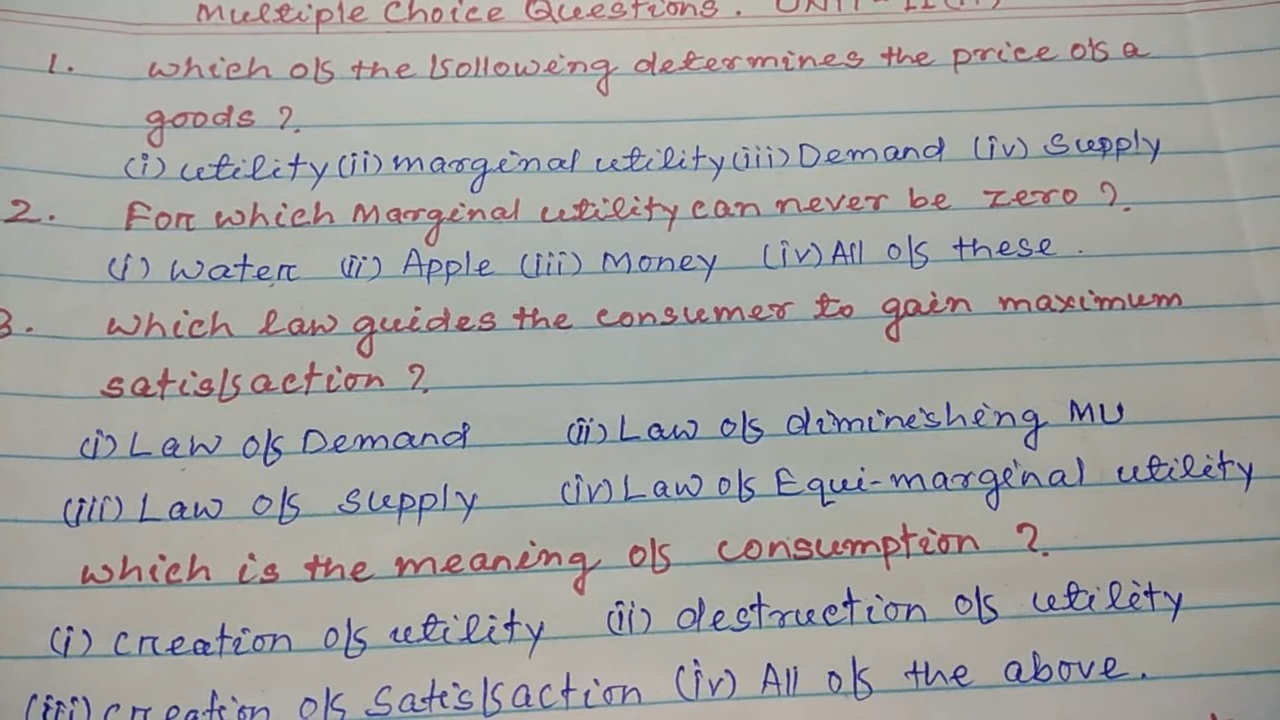 Multiple Choice Questions. UNIT-II
1. which of the following determines the price of a
goods ?
(i) utility (ii) marginal utility (iii) Demand (iv) Supply
2. For which Marginal utility can never be zero ?
(i) Water (ii) Apple (iii) Money (iv) All of these.
3. which law guides the consumer to gain maximum
satisfaction ?
(i) Law of Demand (ii) Law of diminishing MU
(iii) Law of supply (iv) Law of Equi-marginal utility
which is the meaning of consumption ?
(i) creation of utility (ii) destruction of utility
(iii) creation of Satisfaction (iv) All of the above.